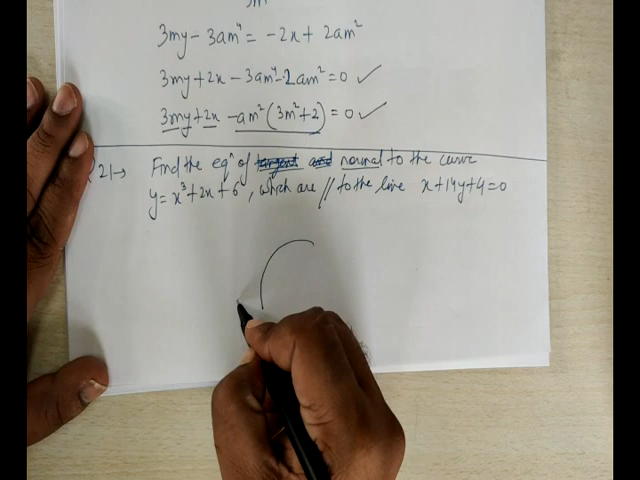 3m
3my - 3am⁴ = -2x + 2am²
3my + 2x - 3am⁴ - 2am² = 0 ✓
3my + 2x - am² (3m² + 2) = 0 ✓
21→ Find the eqⁿ of tangent and normal to the curve
y = x³ + 2x + 6, which are // to the line x + 14y + 4 = 0